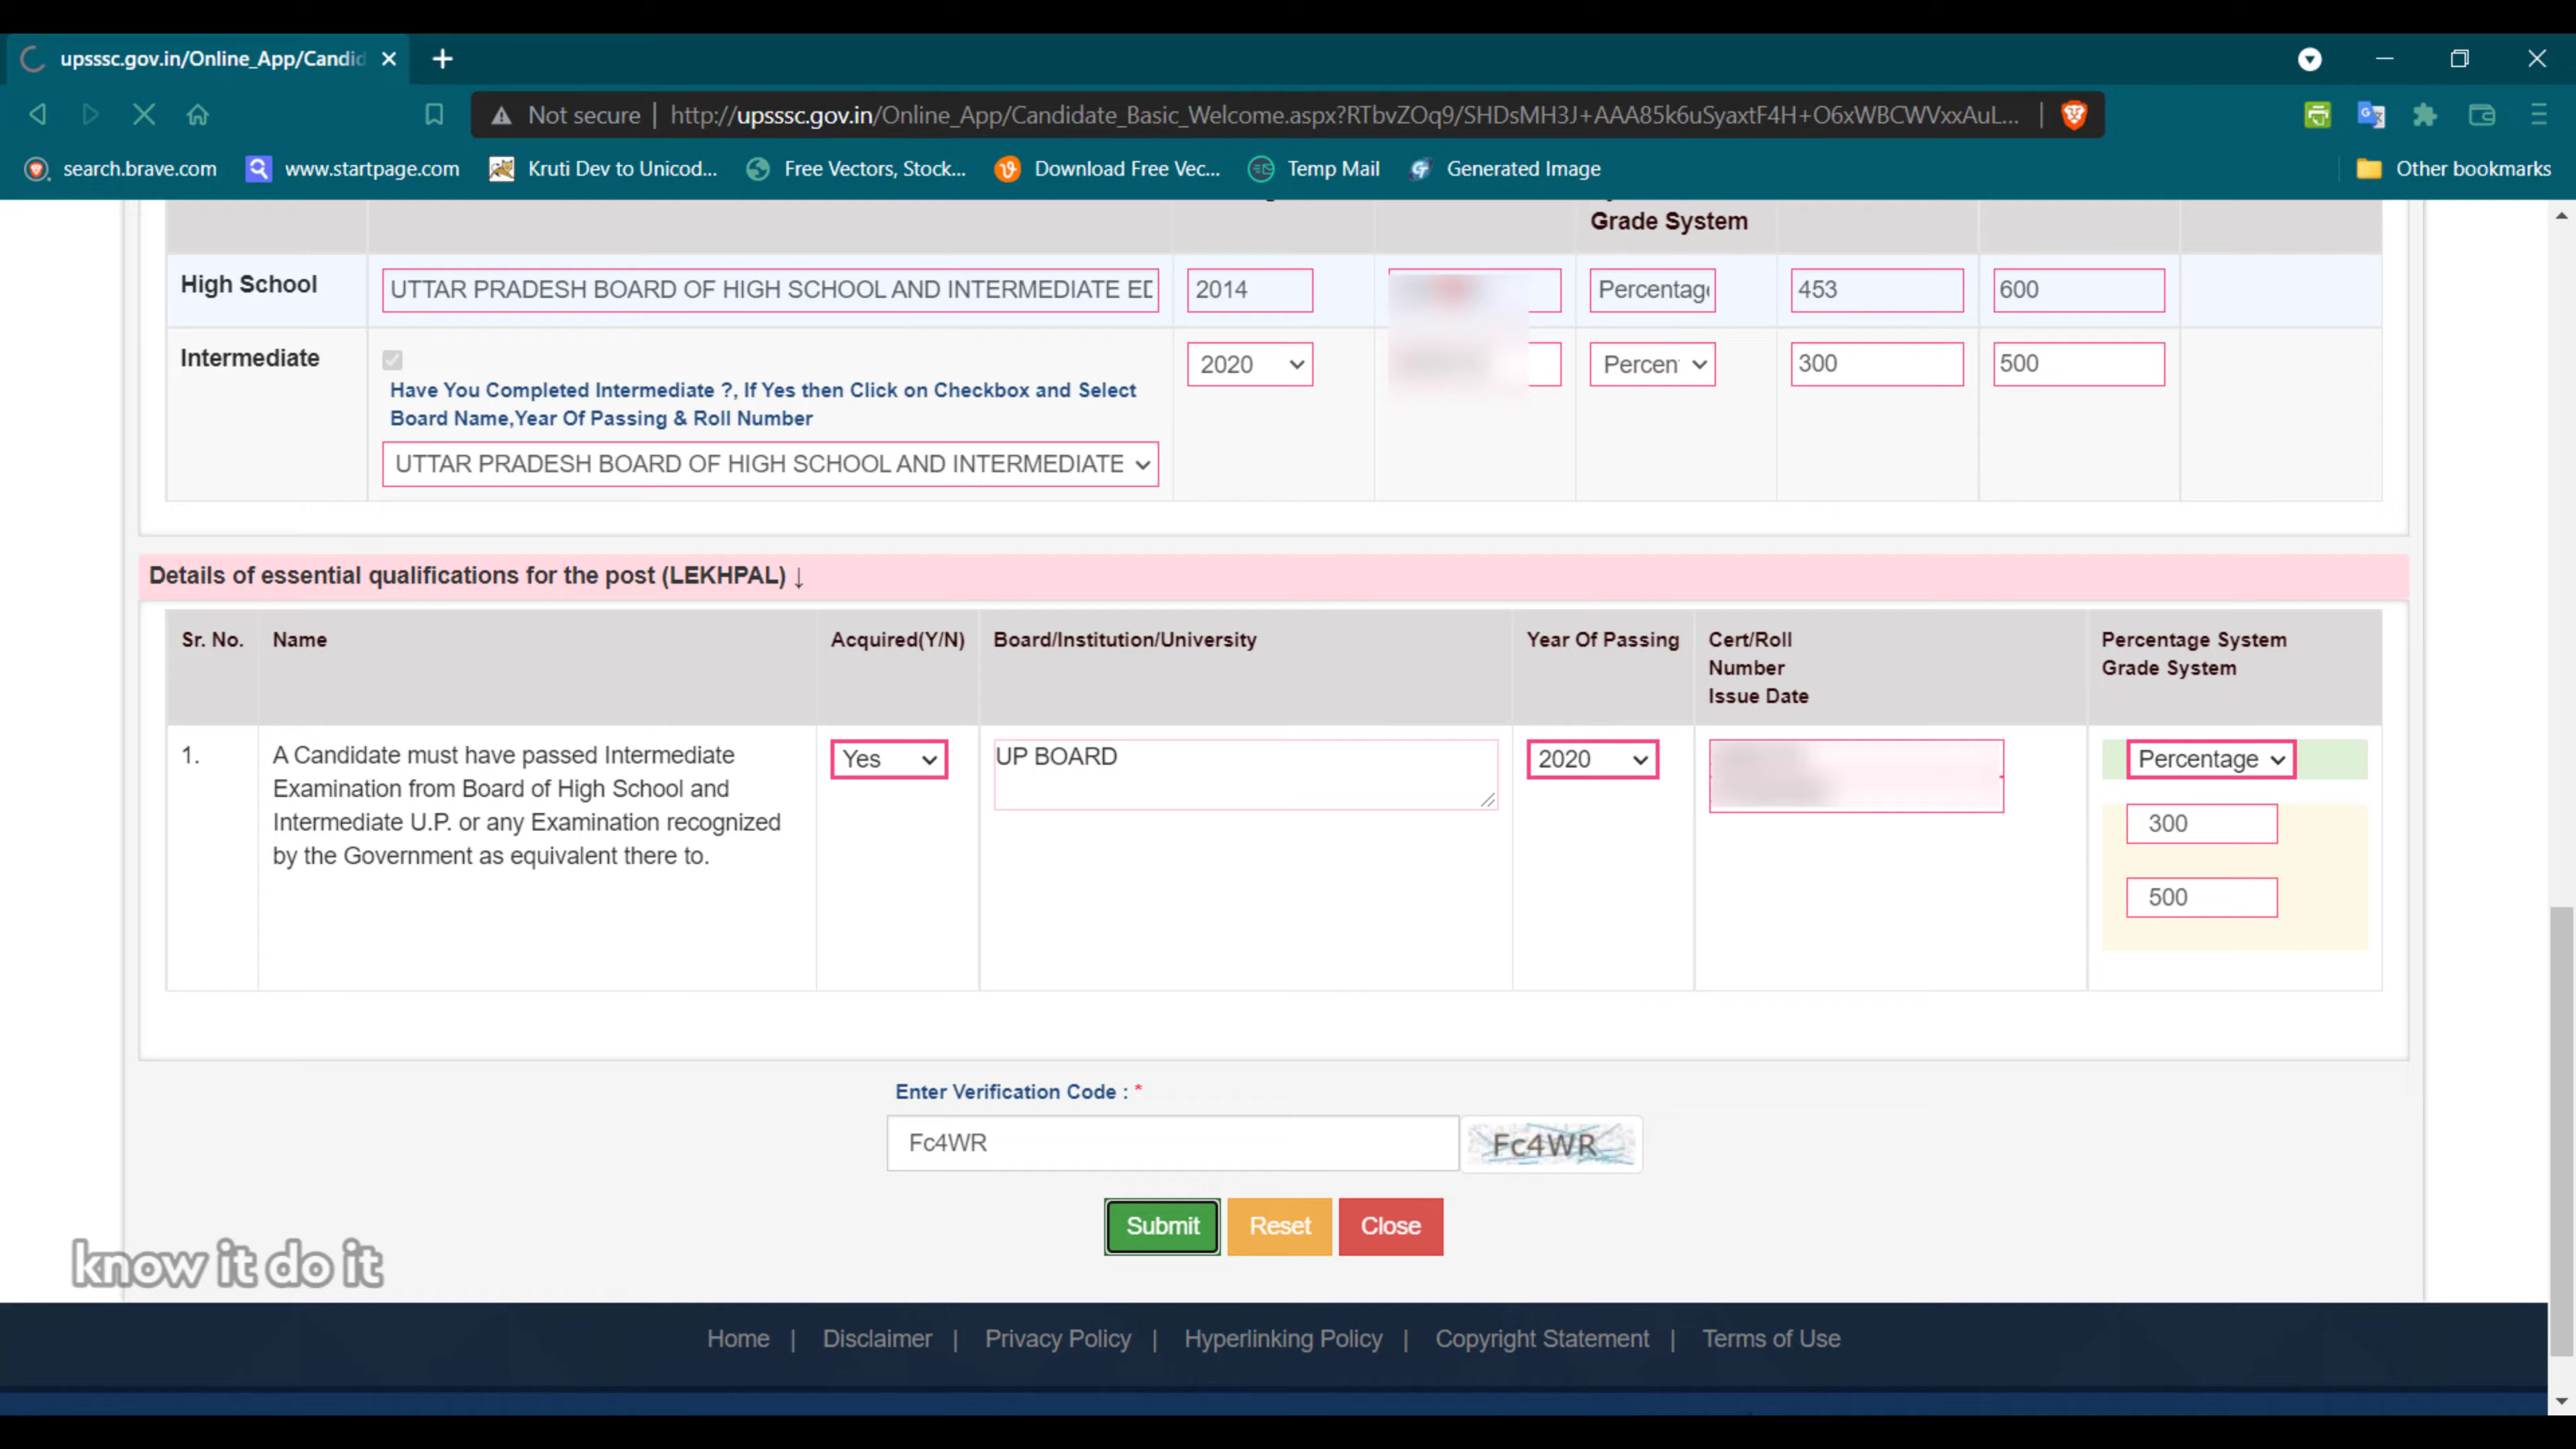 upsssc.gov.in/Online_App/Candid
Not secure | http://upsssc.gov.in/Online_App/Candidate_Basic_Welcome.aspx?RTbvZOq9/SHDsMH3J+AAA85k6uSyaxtF4H+O6xWBCWVxxAuL...
search.brave.com www.startpage.com Kruti Dev to Unicod... Free Vectors, Stock... Download Free Vec... Temp Mail Generated Image Other bookmarks
Grade System
High School UTTAR PRADESH BOARD OF HIGH SCHOOL AND INTERMEDIATE ED 2014 Percentage 453 600
Intermediate 2020 Percen 300 500
Have You Completed Intermediate ?, If Yes then Click on Checkbox and Select
Board Name,Year Of Passing & Roll Number
UTTAR PRADESH BOARD OF HIGH SCHOOL AND INTERMEDIATE
Details of essential qualifications for the post (LEKHPAL) ↓
Sr. No. Name Acquired(Y/N) Board/Institution/University Year Of Passing Cert/Roll Percentage System
Number Grade System
Issue Date
1. A Candidate must have passed Intermediate Yes UP BOARD 2020 Percentage
Examination from Board of High School and
Intermediate U.P. or any Examination recognized 300
by the Government as equivalent there to.
500
Enter Verification Code : *
Fc4WR Fc4WR
Submit Reset Close
know it do it
Home | Disclaimer | Privacy Policy | Hyperlinking Policy | Copyright Statement | Terms of Use